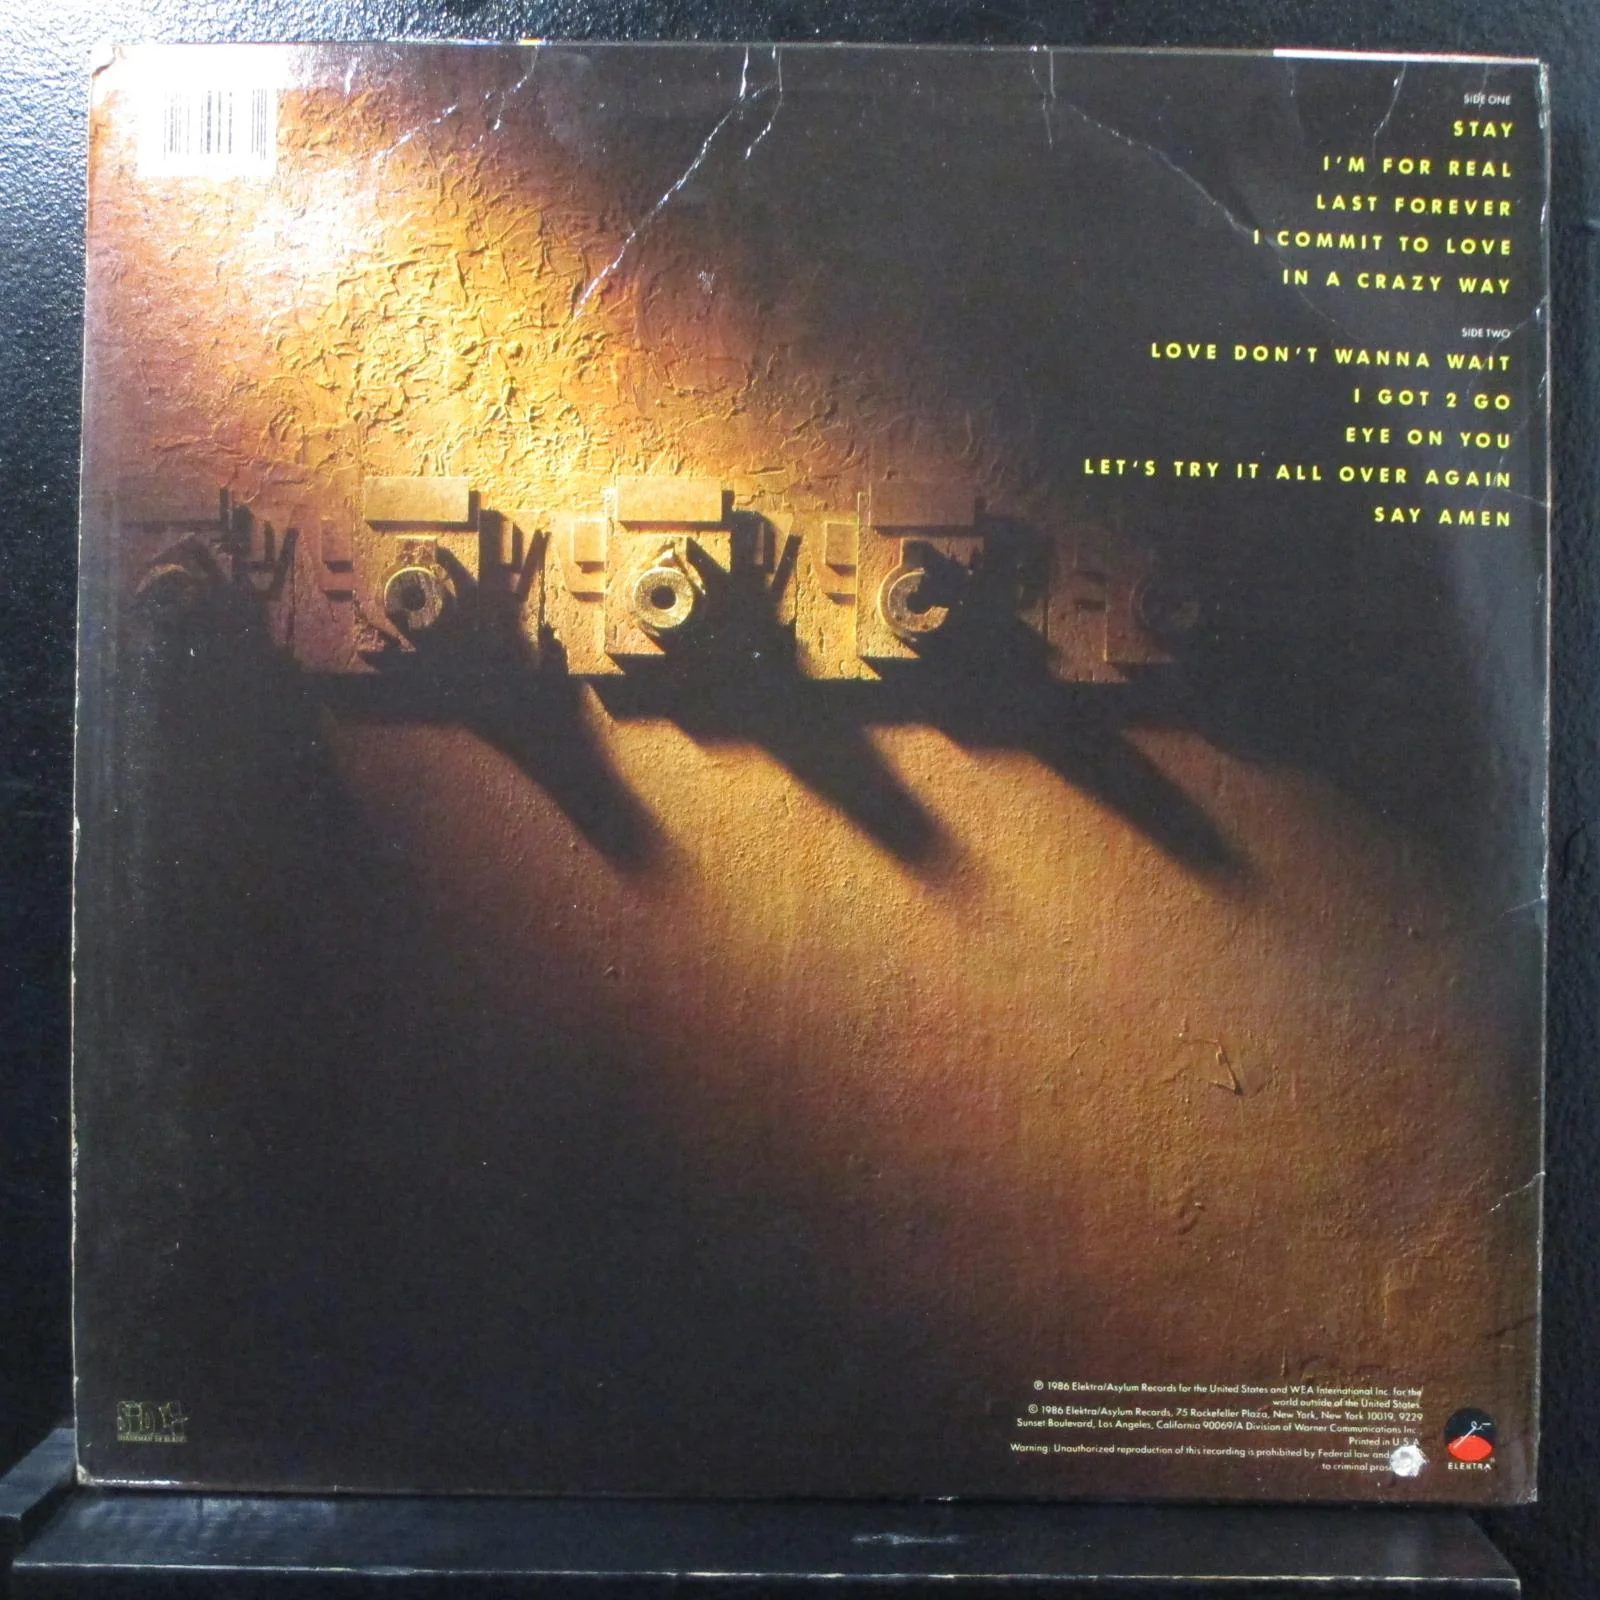 SIDE ONE
STAY
I'M FOR REAL
LAST FOREVER
I COMMIT TO LOVE
IN A CRAZY WAY
SIDE TWO
LOVE DON'T WANNA WAIT
I GOT 2 GO
EYE ON YOU
LET'S TRY IT ALL OVER AGAIN
SAY AMEN
℗ 1986 Elektra/Asylum Records for the United States and WEA International Inc. for the
world outside of the United States.
© 1986 Elektra/Asylum Records, 75 Rockefeller Plaza, New York, New York 10019, 9229
Sunset Boulevard, Los Angeles, California 90069/A Division of Warner Communications Inc.
Printed in U.S.A.
Warning: Unauthorized reproduction of this recording is prohibited by Federal law and
to criminal
ELEKTRA